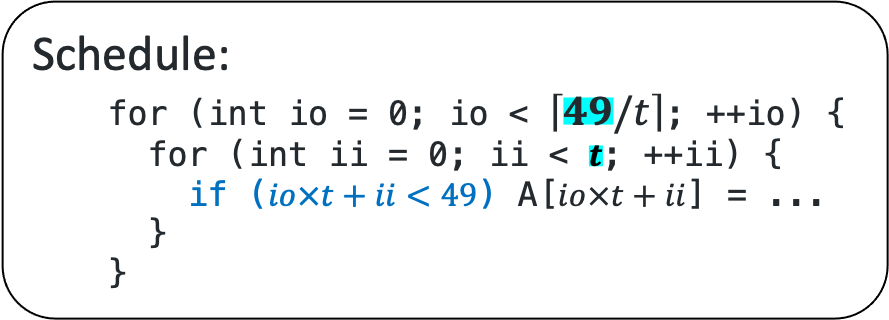 Schedule:
for (int io = 0; io < ⌈49/t⌉; ++io) {
for (int ii = 0; ii < t; ++ii) {
if (io×t + ii < 49) A[io×t + ii] = ...
}
}